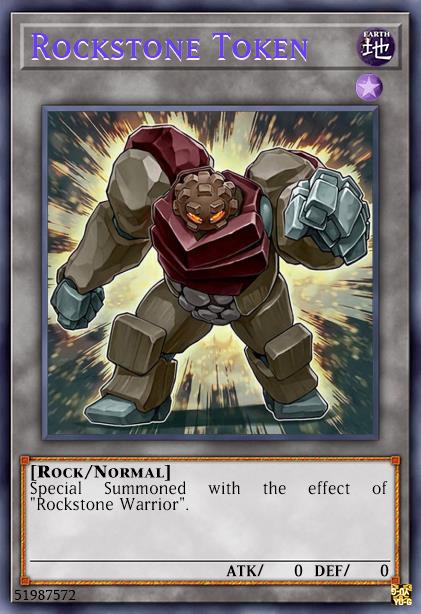 Rockstone Token
EARTH
地
[Rock/Normal]
Special Summoned with the effect of
"Rockstone Warrior".
ATK/ 0 DEF/ 0
51987572